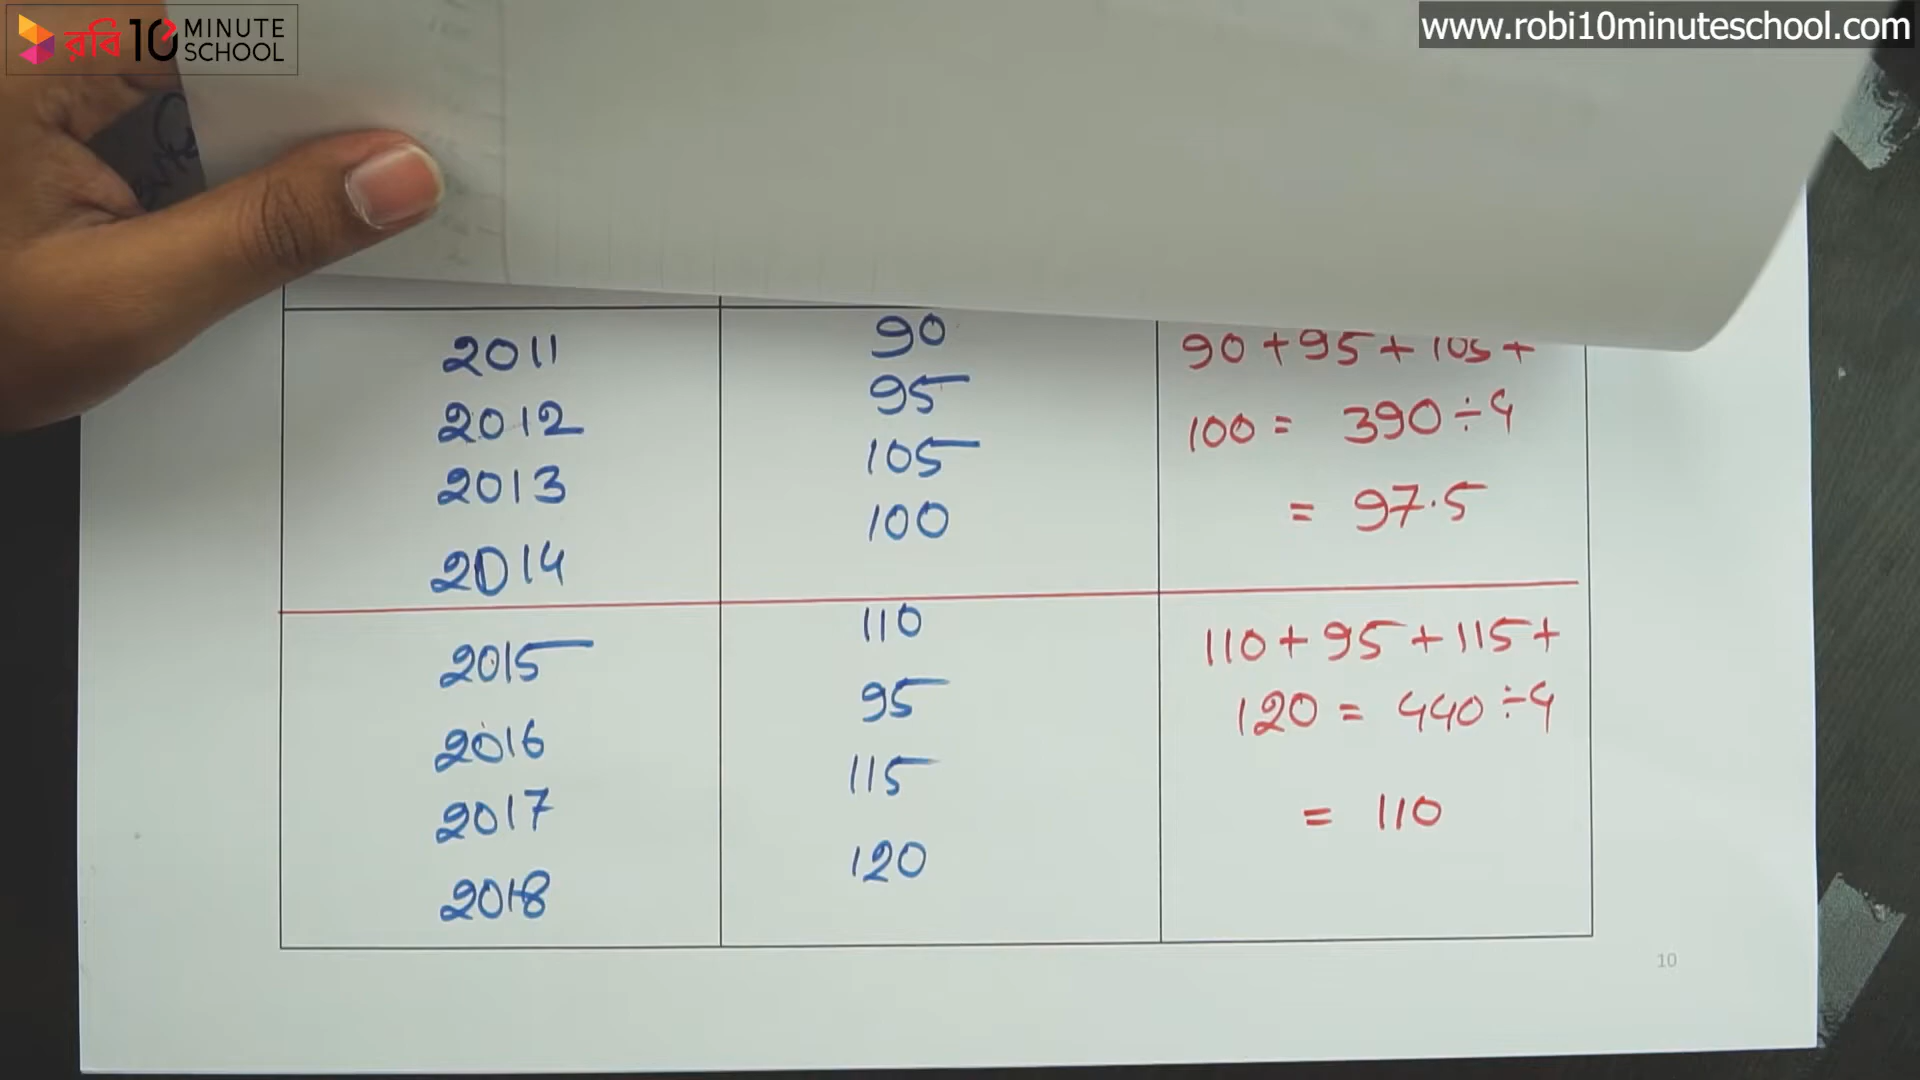 রবি 10 MINUTE SCHOOL
www.robi10minuteschool.com
2011 90 90 + 95 + 105 +
2012 95 100 = 390 ÷ 4
2013 105 = 97.5
2014 100
2015 110 110 + 95 + 115 +
2016 95 120 = 440 ÷ 4
2017 115 = 110
2018 120
10